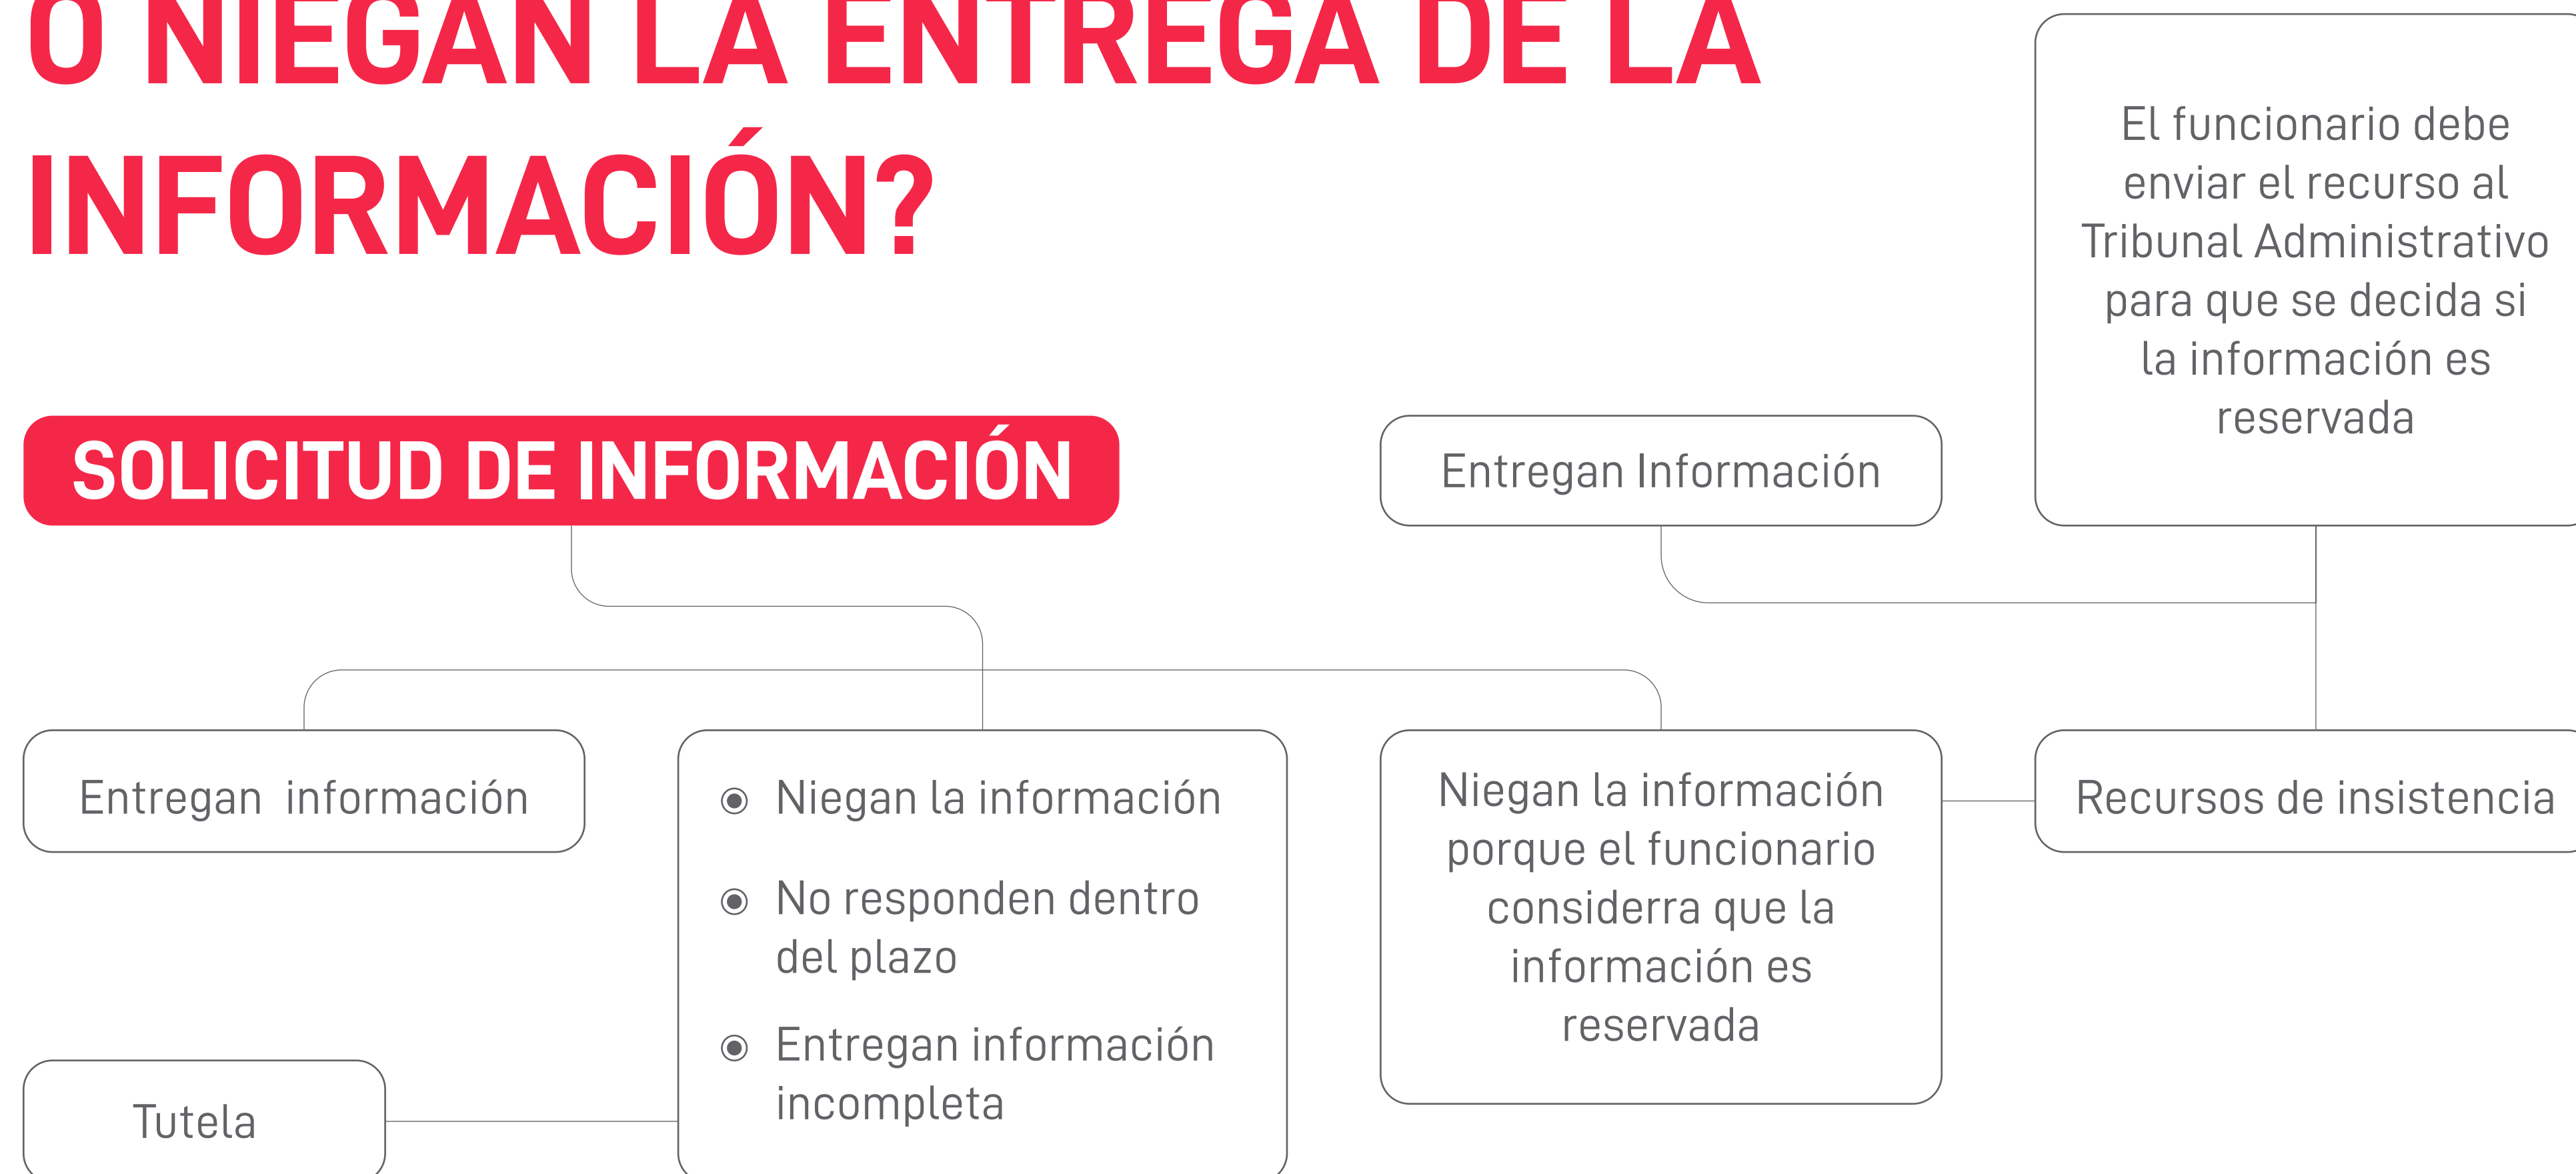 O NIEGAN LA ENTREGA DE LA
INFORMACIÓN?
El funcionario debe
enviar el recurso al
Tribunal Administrativo
para que se decida si
la información es
reservada
SOLICITUD DE INFORMACIÓN
Entregan Información
Entregan información
Niegan la información
No responden dentro
del plazo
Entregan información
incompleta
Niegan la información
porque el funcionario
considerra que la
información es
reservada
Recursos de insistencia
Tutela